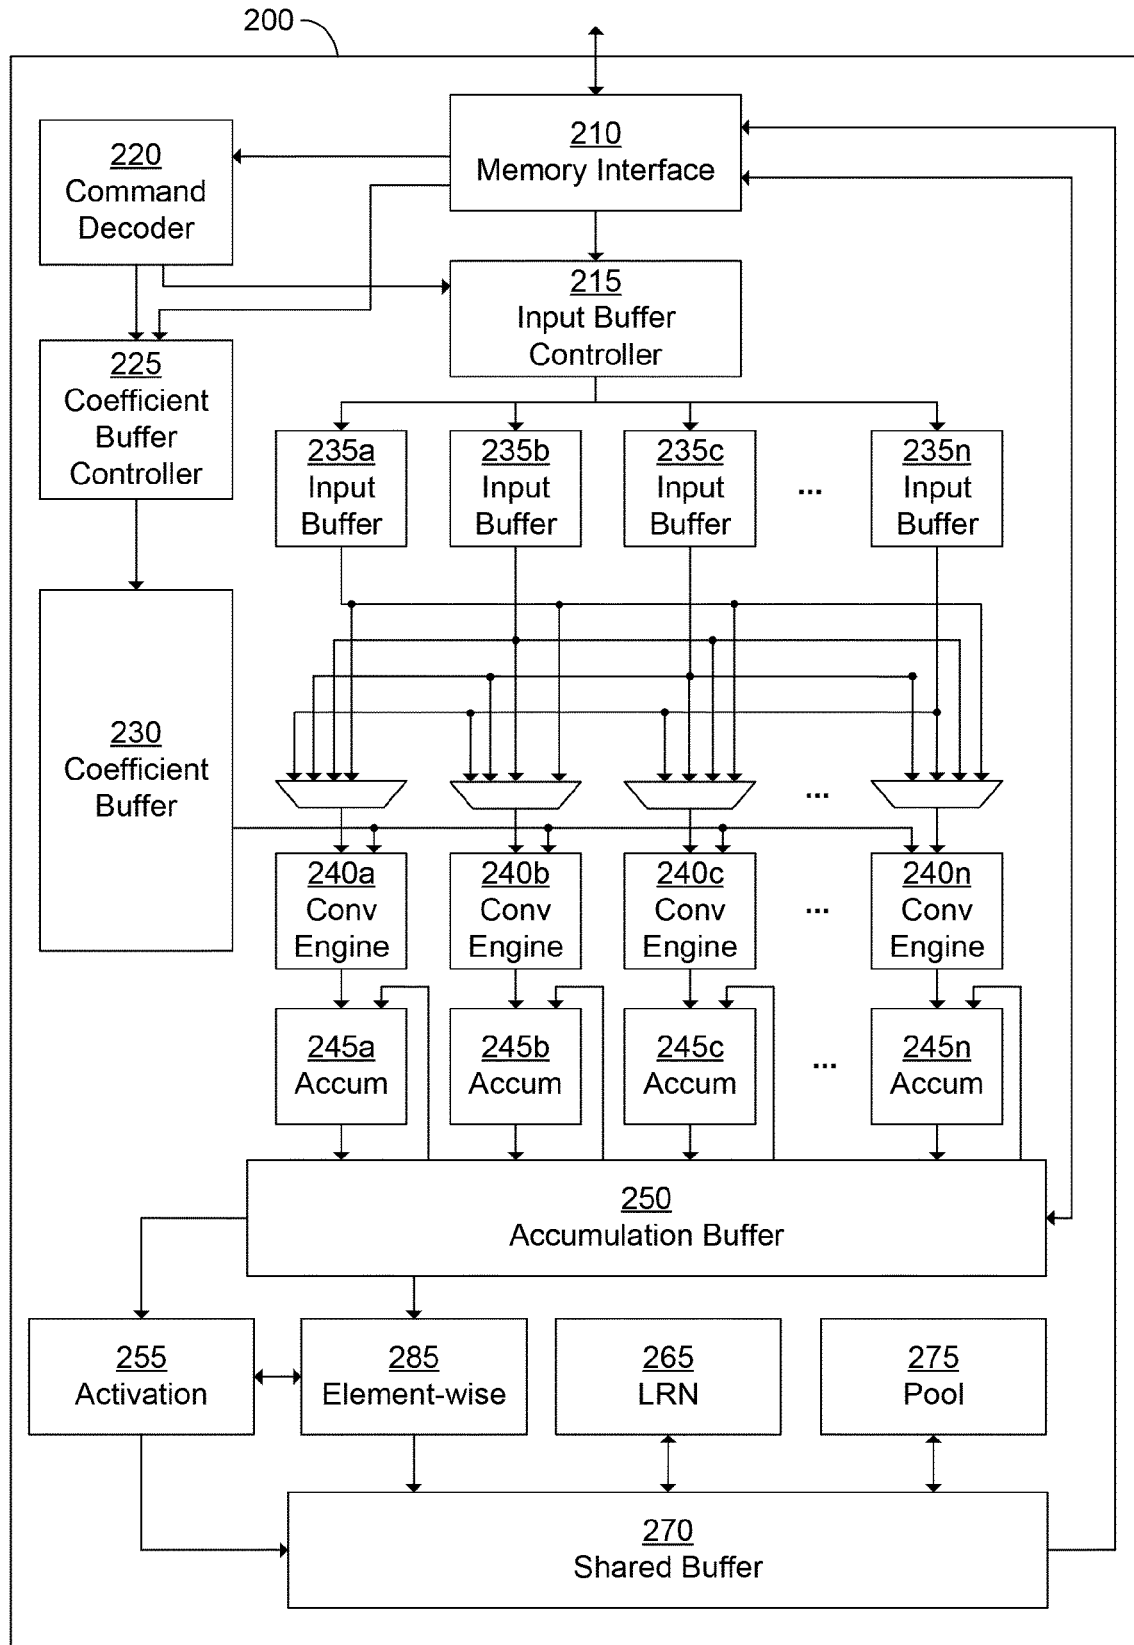 200
210
Memory Interface
220
Command
Decoder
215
Input Buffer
Controller
225
Coefficient
Buffer
Controller
235a
Input
Buffer
235b
Input
Buffer
235c
Input
Buffer
...
235n
Input
Buffer
230
Coefficient
Buffer
...
240a
Conv
Engine
240b
Conv
Engine
240c
Conv
Engine
...
240n
Conv
Engine
245a
Accum
245b
Accum
245c
Accum
...
245n
Accum
250
Accumulation Buffer
255
Activation
285
Element-wise
265
LRN
275
Pool
270
Shared Buffer